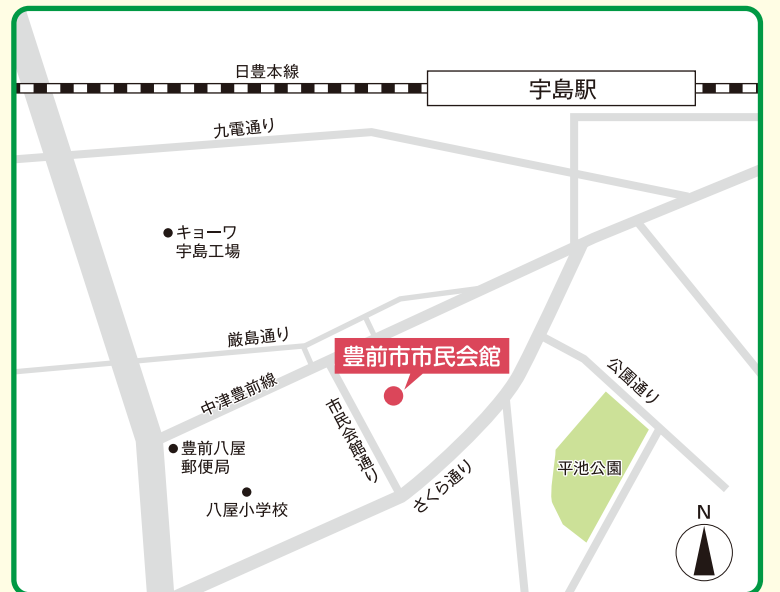 日豊本線
宇島駅
九電通り
キョーワ
宇島工場
厳島通り
豊前市市民会館
中津豊前線
公園通り
市民会館通り
豊前八屋
郵便局
平池公園
さくら通り
八屋小学校
N